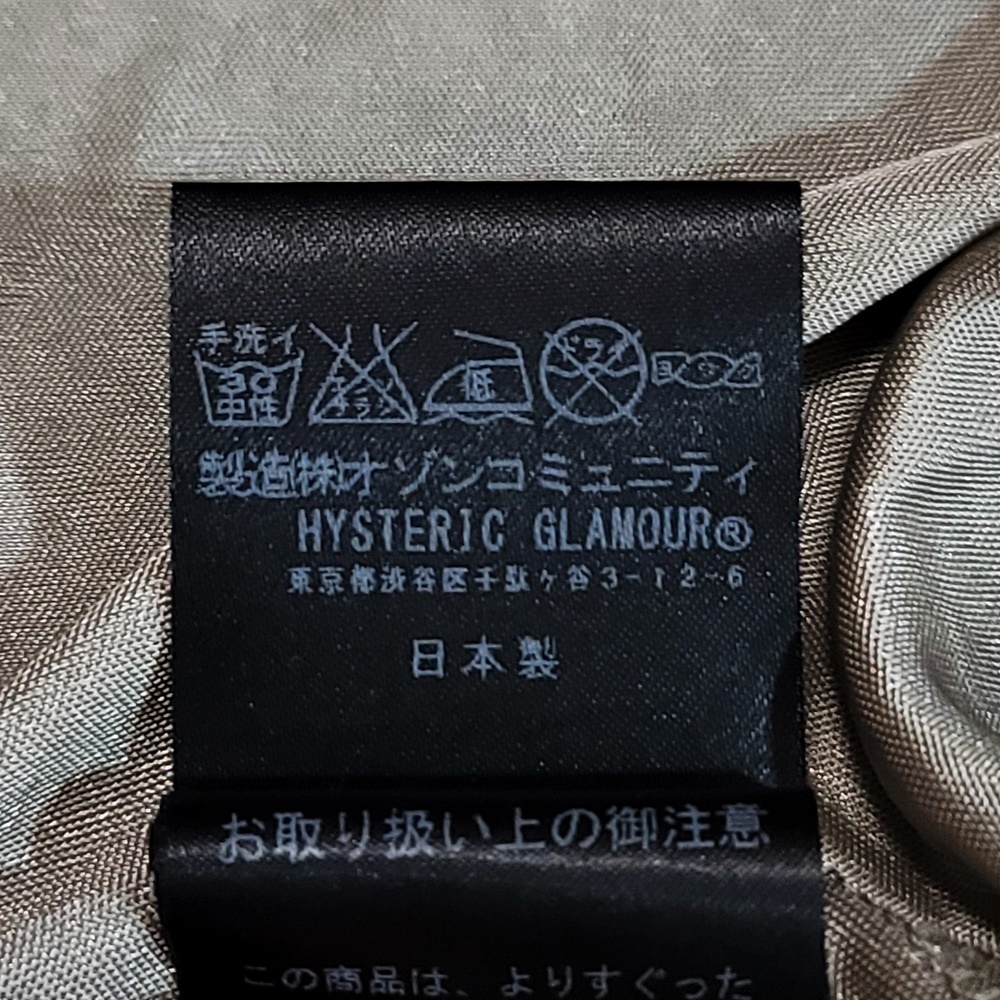 手洗イ
30
中性
エンソサラシ
低
ドライ
製造(株)オゾンコミュニティ
HYSTERIC GLAMOUR®
東京都渋谷区千駄ヶ谷3-12-6
日本製
お取り扱い上の御注意
この商品は、よりすぐった